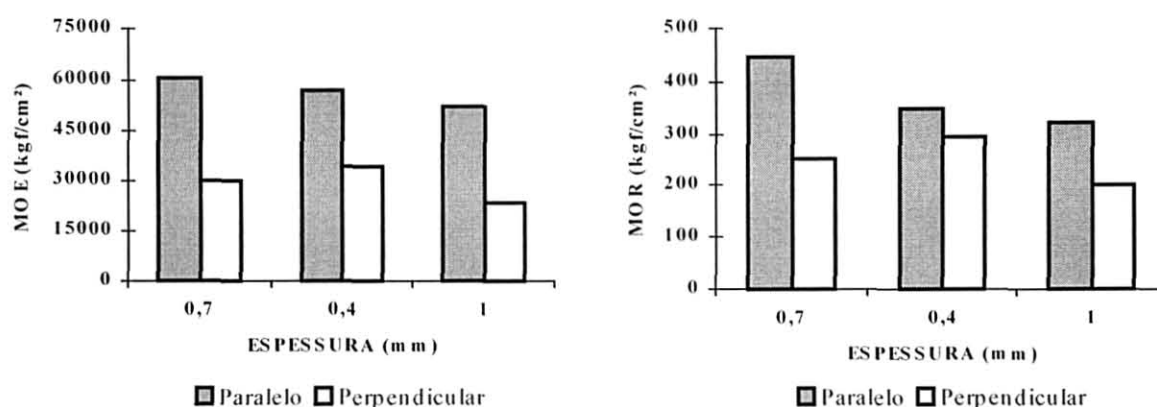 MOE (kgf/cm²)
75000
60000
45000
30000
15000
0
0,7 0,4 1
ESPESSURA (mm)
Paralelo Perpendicular
MOR (kgf/cm²)
500
400
300
200
100
0
0,7 0,4 1
ESPESSURA (mm)
Paralelo Perpendicular